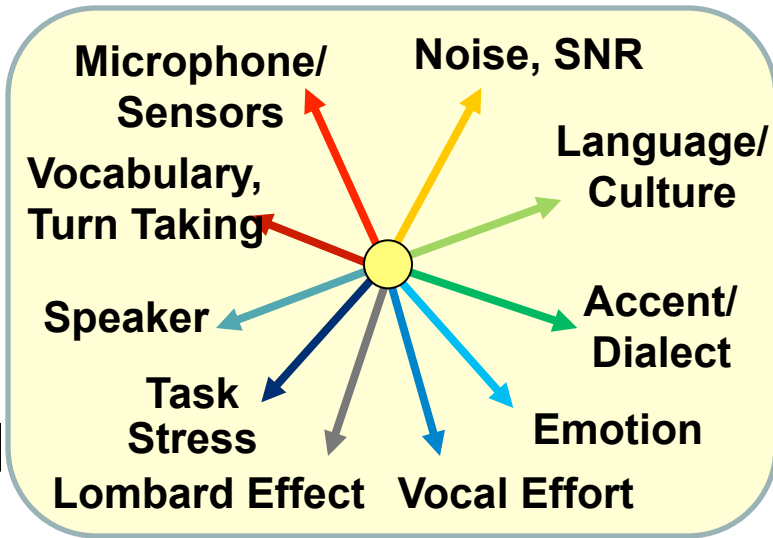 Microphone/
Sensors
Noise, SNR
Vocabulary,
Turn Taking
Language/
Culture
Speaker
Accent/
Dialect
Task
Stress
Emotion
Lombard Effect
Vocal Effort